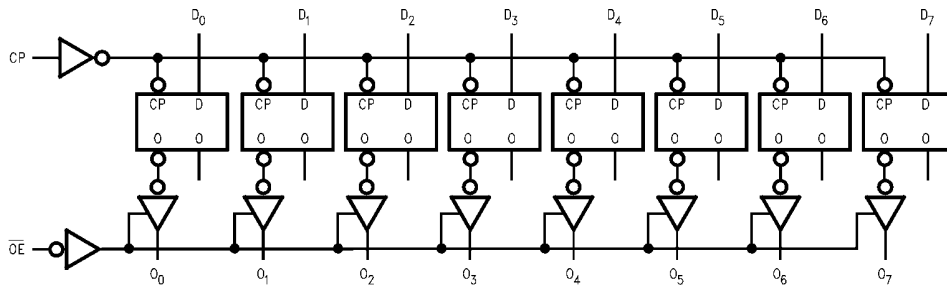 D0 D1 D2 D3 D4 D5 D6 D7
CP
CP D CP D CP D CP D CP D CP D CP D CP D
O O O O O O O O O O O O O O O O
O̅E̅
O0 O1 O2 O3 O4 O5 O6 O7